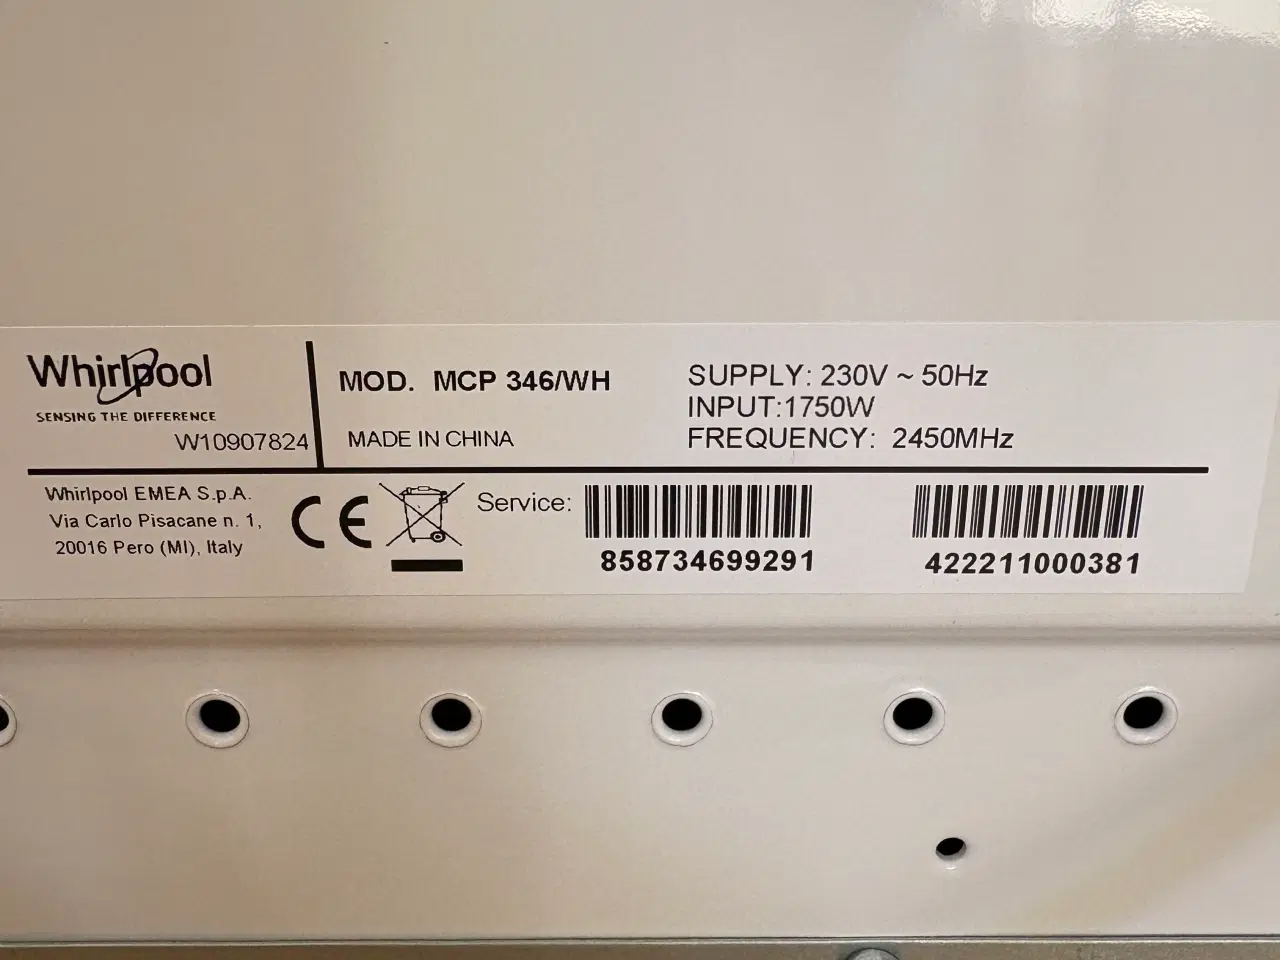 Whirlpool
SENSING THE DIFFERENCE
W10907824
MOD. MCP 346/WH
MADE IN CHINA
SUPPLY: 230V ~ 50Hz
INPUT:1750W
FREQUENCY: 2450MHz
Whirlpool EMEA S.p.A.
Via Carlo Pisacane n. 1,
20016 Pero (MI), Italy
CE
Service:
858734699291
422211000381